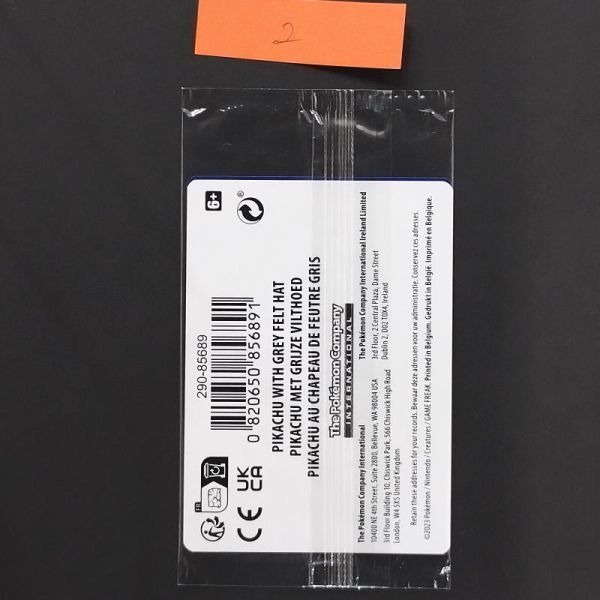 2
6+
®
290-85689
0 820650 856891
FR
CE
UK
CA
PIKACHU WITH GREY FELT HAT
PIKACHU MET GRIJZE VILTHOED
PIKACHU AU CHAPEAU DE FEUTRE GRIS
The Pokémon Company
INTERNATIONAL
The Pokémon Company International
10400 NE 4th Street, Suite 2800, Bellevue, WA 98004 USA
3rd Floor Building 10, Chiswick Park, 566 Chiswick High Road
London, W4 5XS United Kingdom
The Pokémon Company International Ireland Limited
3rd Floor, 2 Central Plaza, Dame Street
Dublin 2, D02 T0X4, Ireland
Retain these addresses for your records. Bewaar deze adressen voor uw administratie. Conservez ces adresses.
©2023 Pokémon / Nintendo / Creatures / GAME FREAK. Printed in Belgium. Gedrukt in België. Imprimé en Belgique.